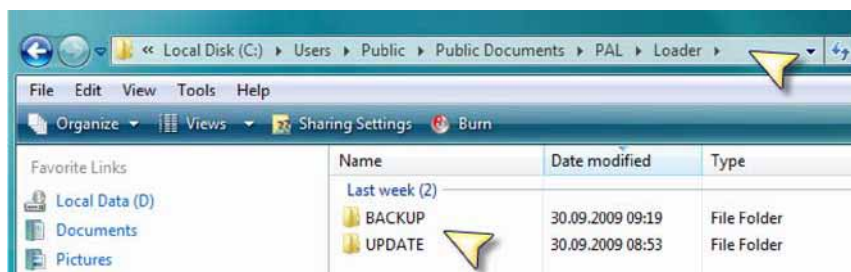 « Local Disk (C:) ▸ Users ▸ Public ▸ Public Documents ▸ PAL ▸ Loader ▸
File Edit View Tools Help
Organize Views Sharing Settings Burn
Favorite Links Name Date modified Type
Last week (2)
Local Data (D)
BACKUP 30.09.2009 09:19 File Folder
Documents
UPDATE 30.09.2009 08:53 File Folder
Pictures